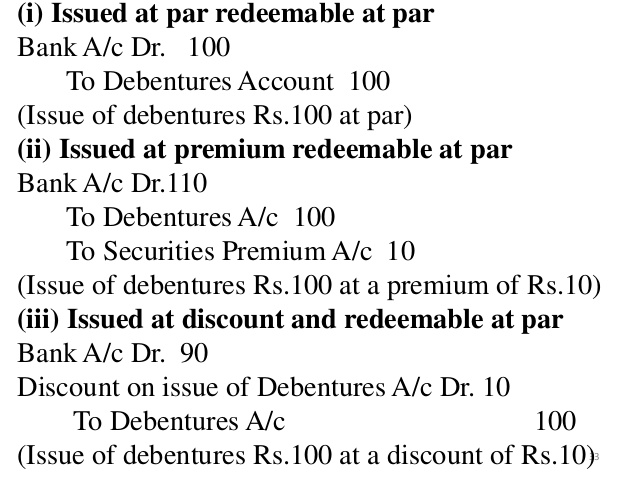 (i) Issued at par redeemable at par
Bank A/c Dr. 100
To Debentures Account 100
(Issue of debentures Rs.100 at par)
(ii) Issued at premium redeemable at par
Bank A/c Dr.110
To Debentures A/c 100
To Securities Premium A/c 10
(Issue of debentures Rs.100 at a premium of Rs.10)
(iii) Issued at discount and redeemable at par
Bank A/c Dr. 90
Discount on issue of Debentures A/c Dr. 10
To Debentures A/c 100
(Issue of debentures Rs.100 at a discount of Rs.10)